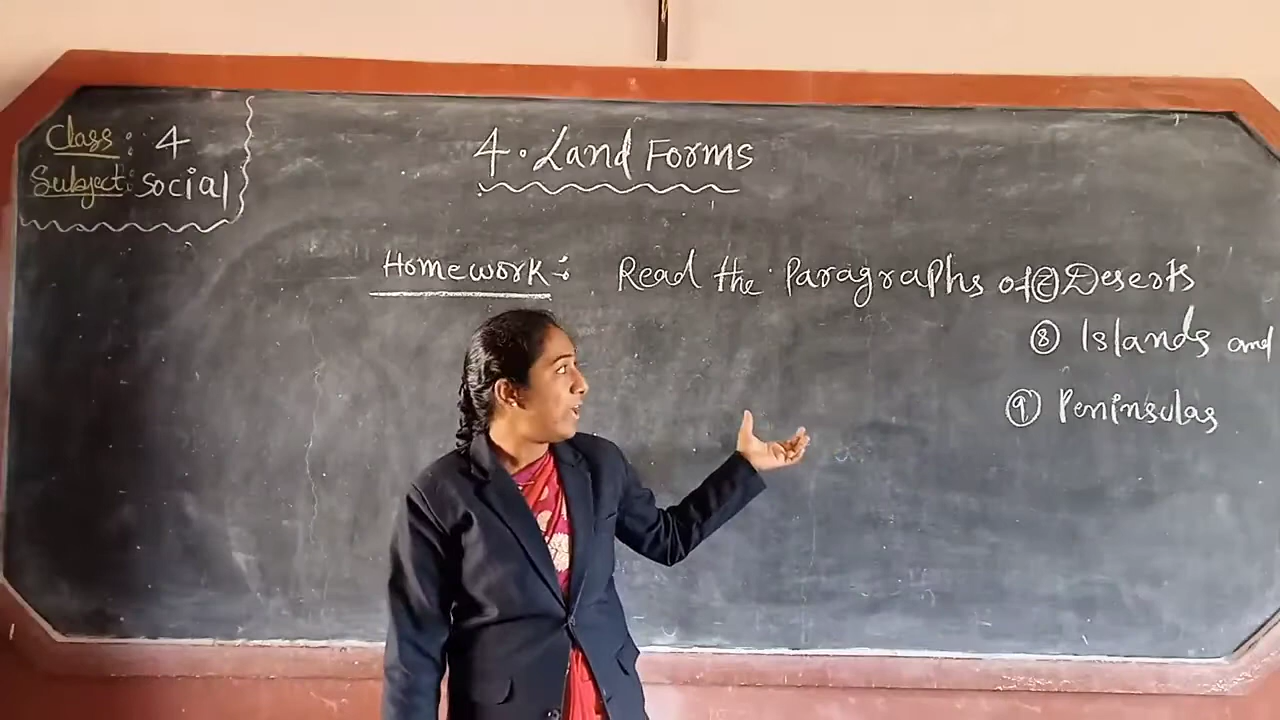 Class: 4
Subject: Social
4. Land Forms
Homework:- Read the Paragraphs of ⑦ Deserts
⑧ Islands and
⑨ Peninsulas